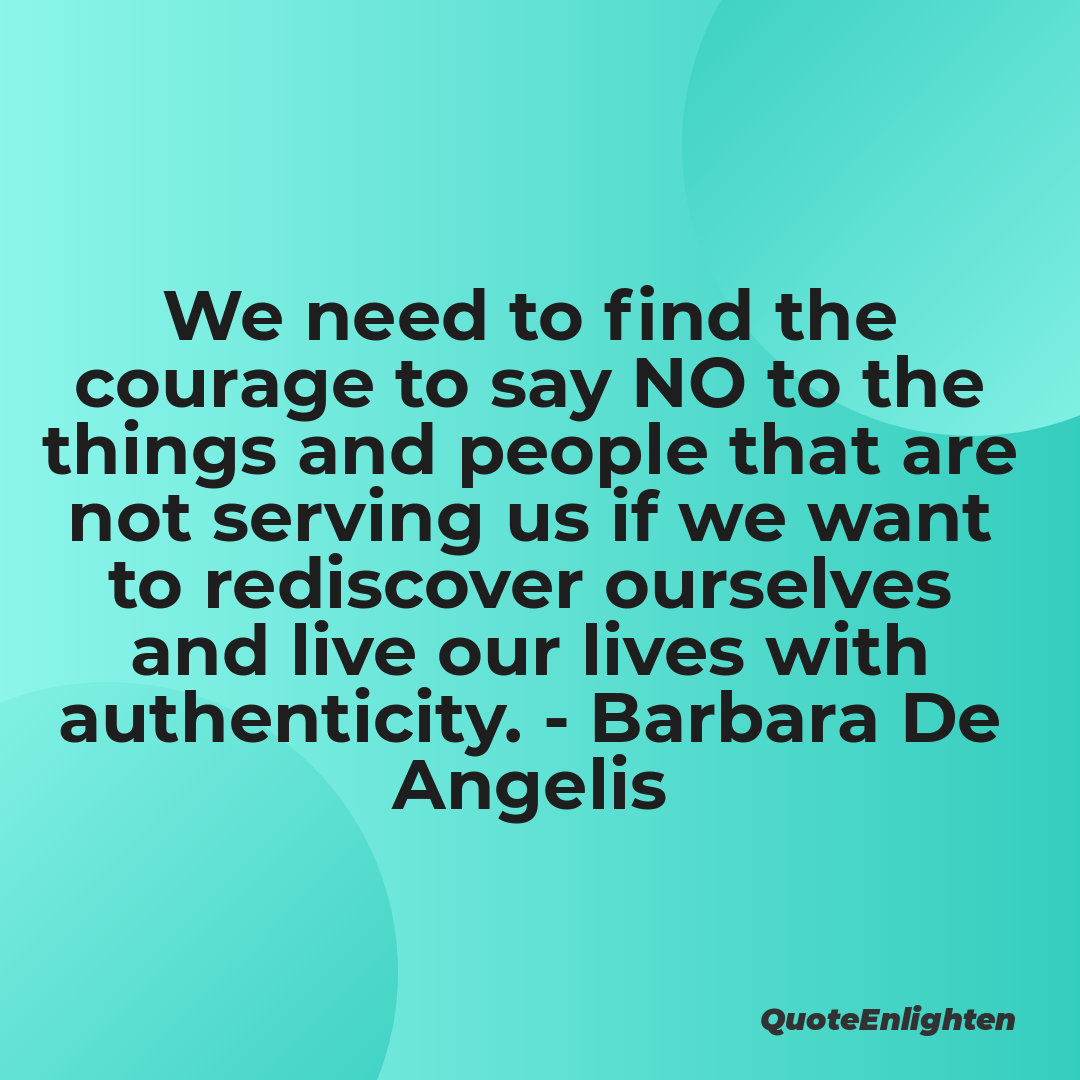 We need to find the
courage to say NO to the
things and people that are
not serving us if we want
to rediscover ourselves
and live our lives with
authenticity. - Barbara De
Angelis
QuoteEnlighten